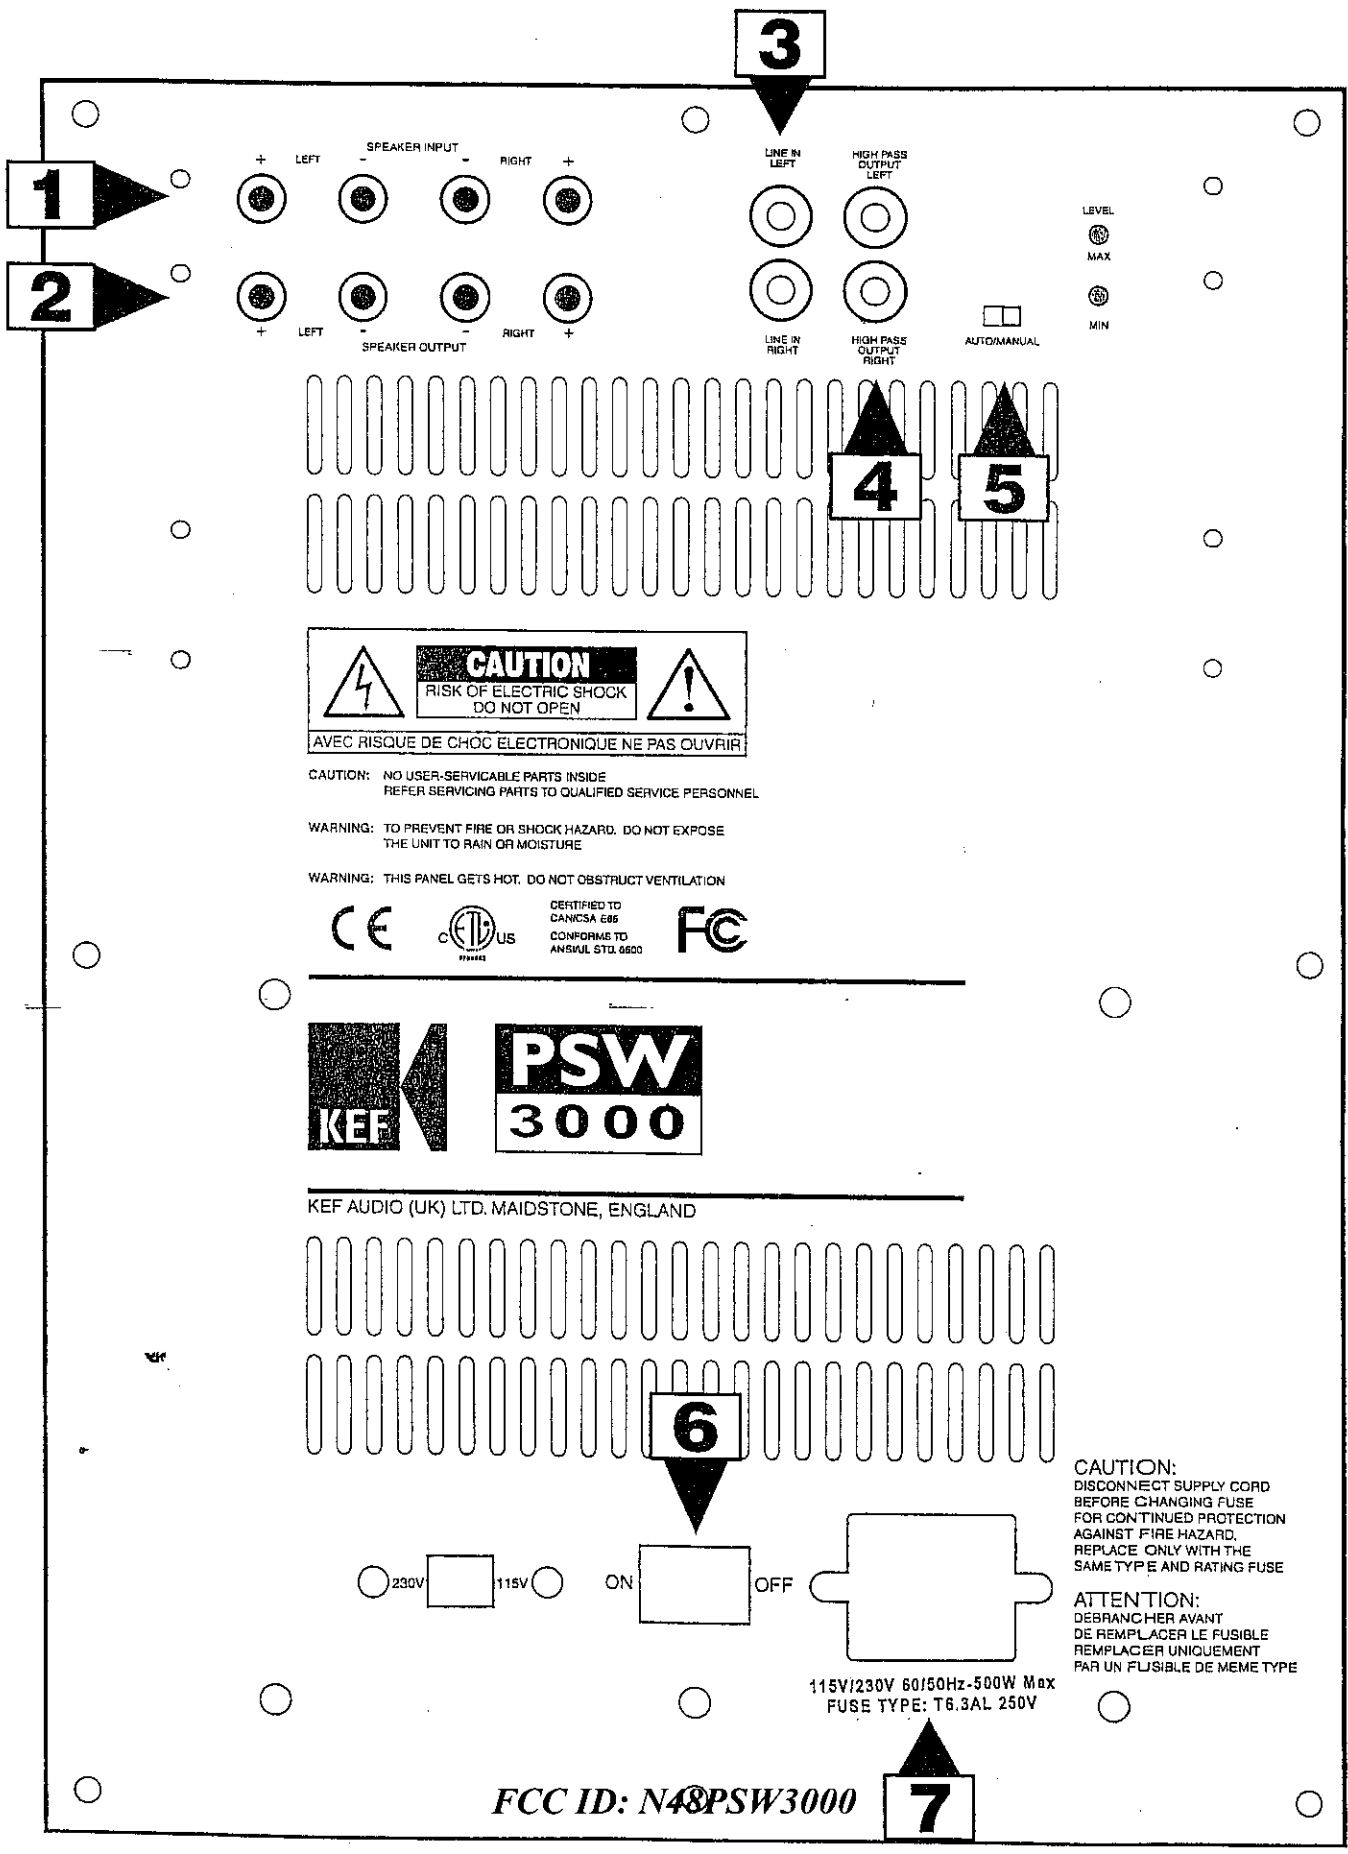 3
SPEAKER INPUT
+ LEFT - - RIGHT +
1
2
+ LEFT - - RIGHT +
SPEAKER OUTPUT
LINE IN
LEFT
HIGH PASS
OUTPUT
LEFT
LINE IN
RIGHT
HIGH PASS
OUTPUT
RIGHT
LEVEL
MAX
MIN
AUTO/MANUAL
4
5
CAUTION
RISK OF ELECTRIC SHOCK
DO NOT OPEN
AVEC RISQUE DE CHOC ELECTRONIQUE NE PAS OUVRIR
CAUTION: NO USER-SERVICABLE PARTS INSIDE
REFER SERVICING PARTS TO QUALIFIED SERVICE PERSONNEL
WARNING: TO PREVENT FIRE OR SHOCK HAZARD. DO NOT EXPOSE
THE UNIT TO RAIN OR MOISTURE
WARNING: THIS PANEL GETS HOT. DO NOT OBSTRUCT VENTILATION
CE
C ETL US
CERTIFIED TO
CAN/CSA
CONFORMS TO
ANSI/UL STD.
FC
KEF
PSW
3000
KEF AUDIO (UK) LTD. MAIDSTONE, ENGLAND
6
230V 115V
ON OFF
CAUTION:
DISCONNECT SUPPLY CORD
BEFORE CHANGING FUSE
FOR CONTINUED PROTECTION
AGAINST FIRE HAZARD.
REPLACE ONLY WITH THE
SAME TYPE AND RATING FUSE
ATTENTION:
DEBRANCHER AVANT
DE REMPLACER LE FUSIBLE
REMPLACER UNIQUEMENT
PAR UN FUSIBLE DE MEME TYPE
115V/230V 60/50Hz-500W Max
FUSE TYPE: T6.3AL 250V
7
FCC ID: N48PSW3000